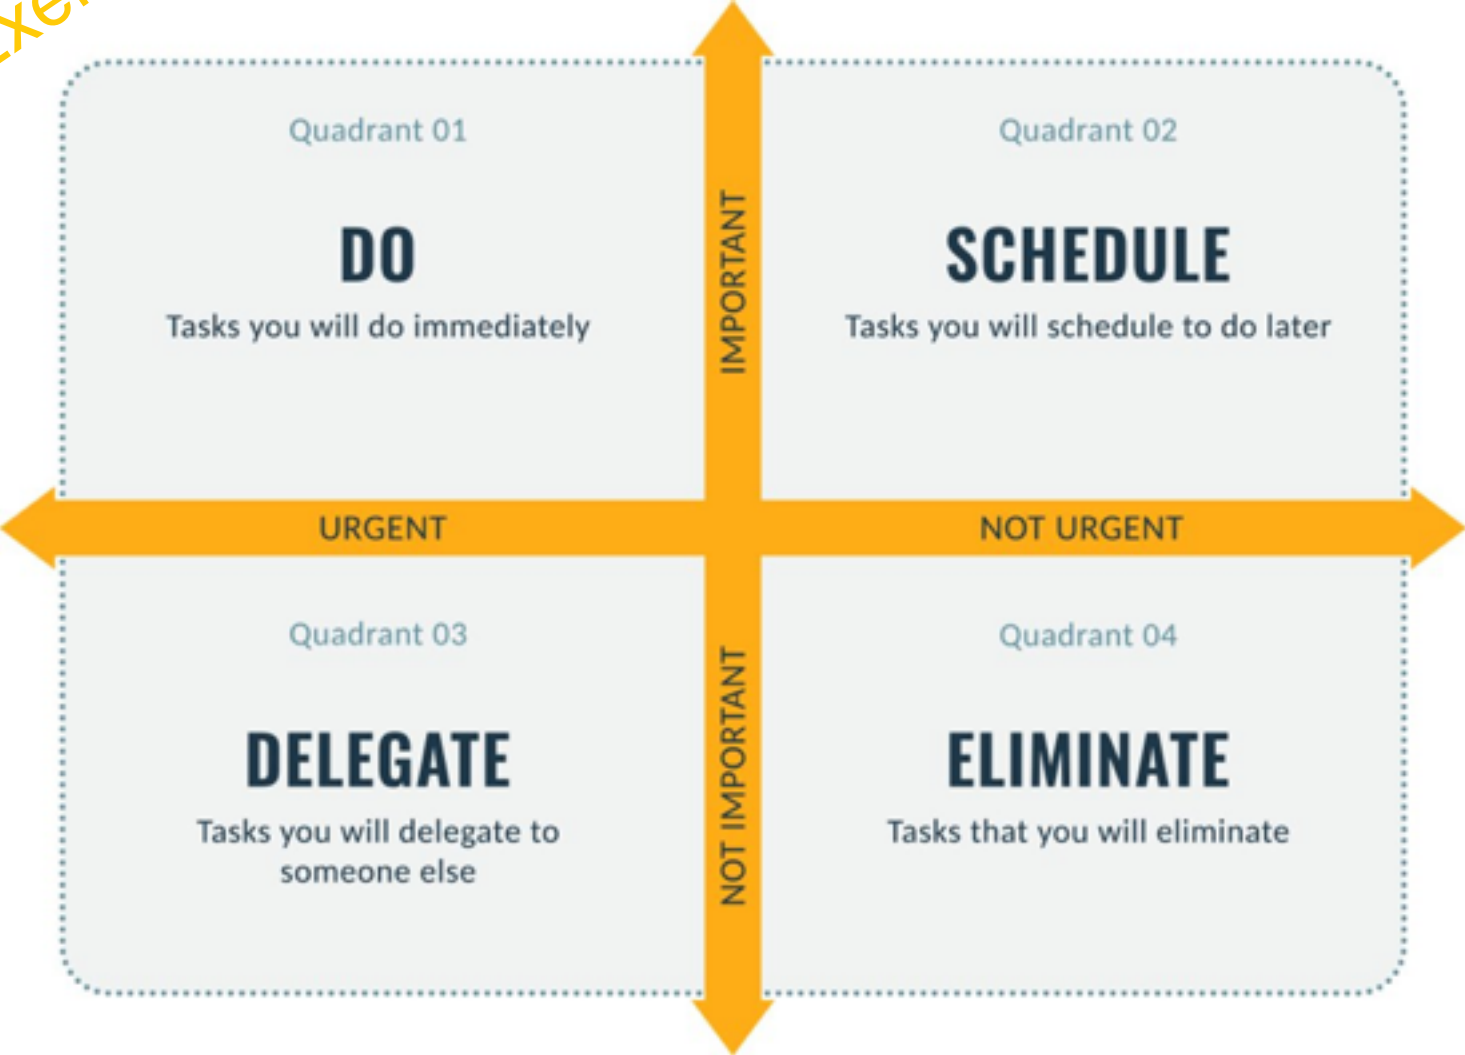 Quadrant 01
DO
Tasks you will do immediately
Quadrant 02
SCHEDULE
Tasks you will schedule to do later
IMPORTANT
URGENT
NOT URGENT
Quadrant 03
DELEGATE
Tasks you will delegate to
someone else
NOT IMPORTANT
Quadrant 04
ELIMINATE
Tasks that you will eliminate